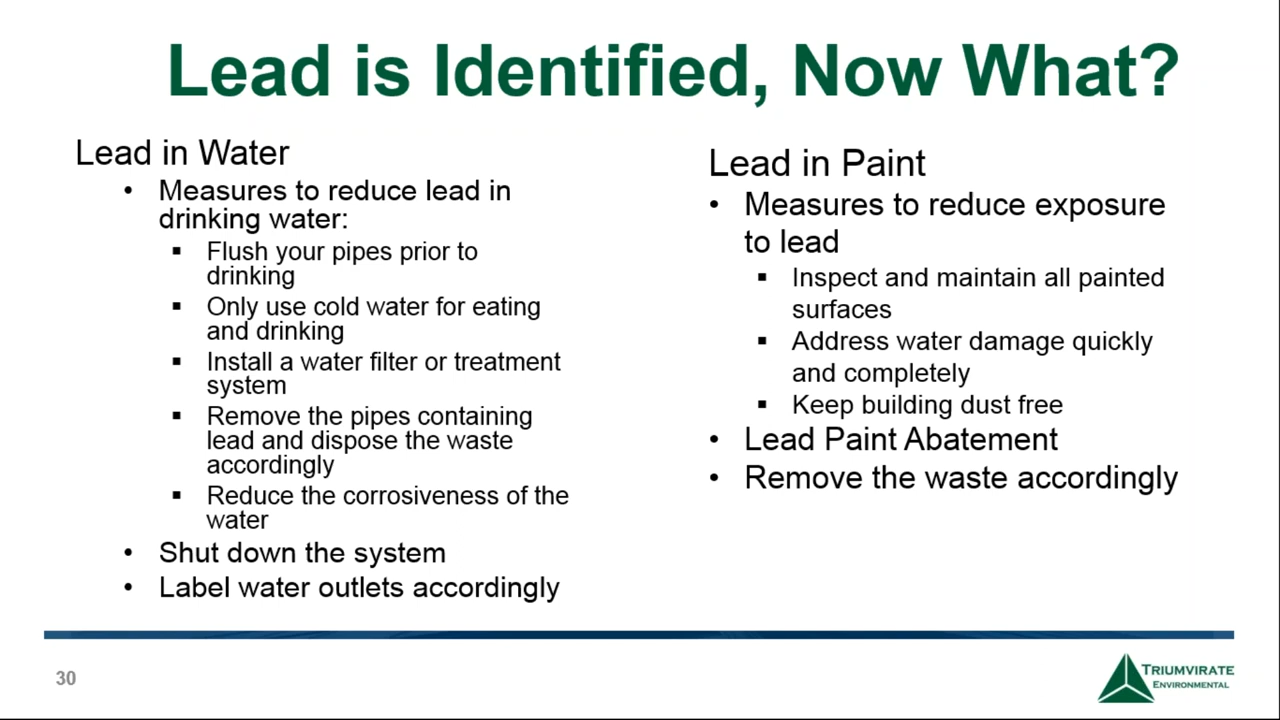 Lead is Identified, Now What?
Lead in Water
• Measures to reduce lead in
drinking water:
▪ Flush your pipes prior to
drinking
▪ Only use cold water for eating
and drinking
▪ Install a water filter or treatment
system
▪ Remove the pipes containing
lead and dispose the waste
accordingly
▪ Reduce the corrosiveness of the
water
• Shut down the system
• Label water outlets accordingly
Lead in Paint
• Measures to reduce exposure
to lead
▪ Inspect and maintain all painted
surfaces
▪ Address water damage quickly
and completely
▪ Keep building dust free
• Lead Paint Abatement
• Remove the waste accordingly
30
TRIUMVIRATE
ENVIRONMENTAL